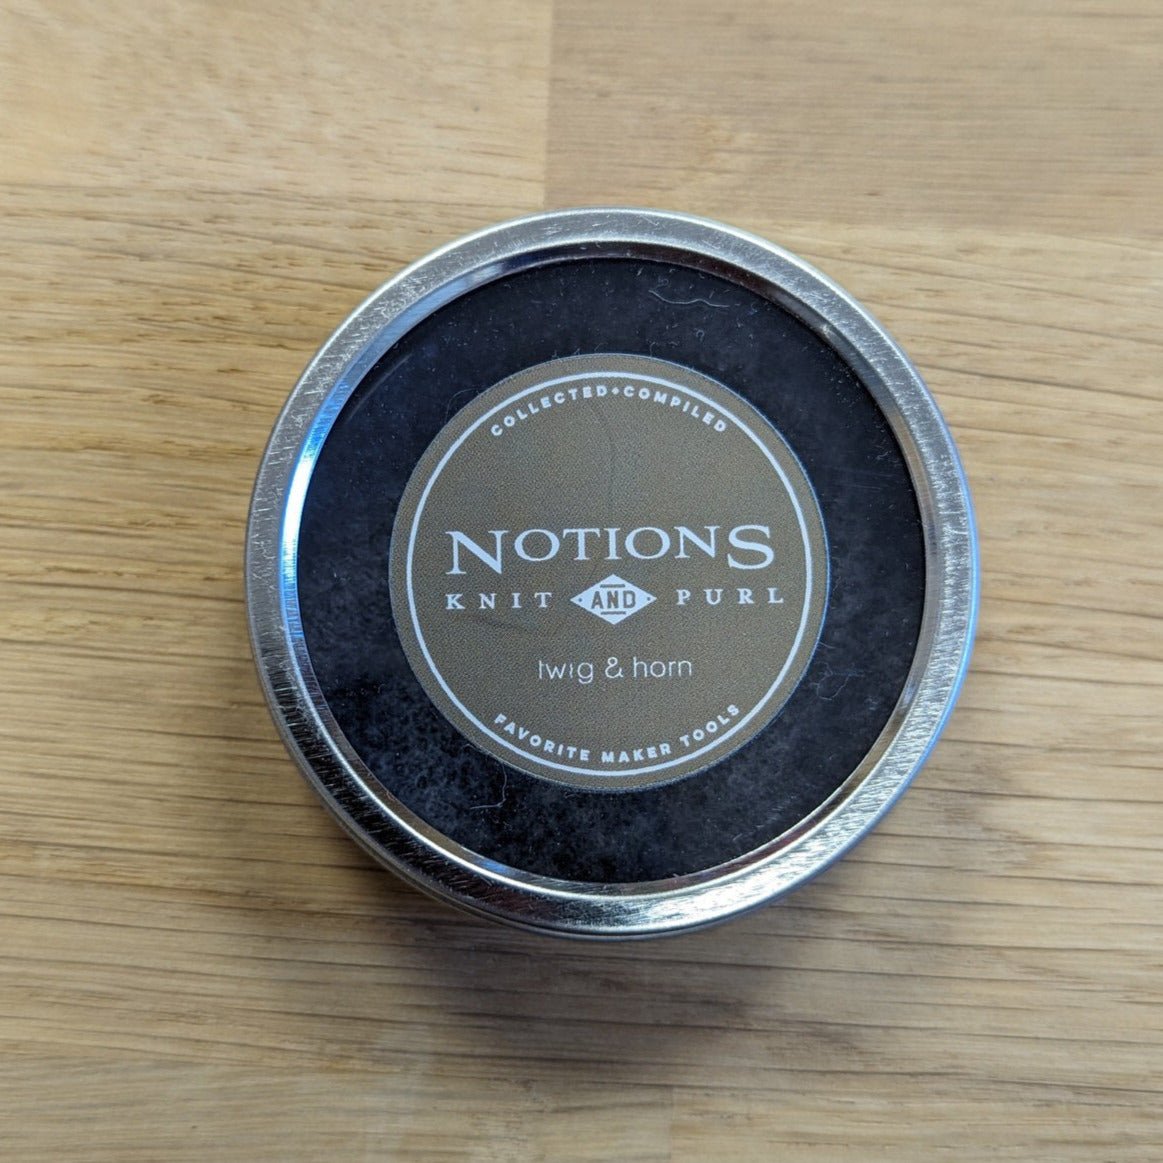 COLLECTED+COMPILED
NOTIONS
KNIT AND PURL
twig & horn
FAVORITE MAKER TOOLS